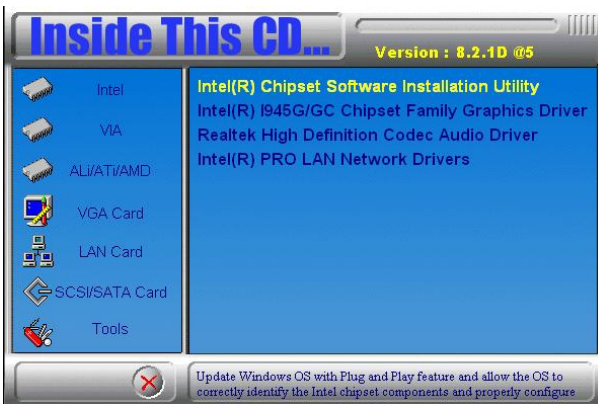 Inside This CD...
Version : 8.2.1D @5
Intel
VIA
ALi/ATi/AMD
VGA Card
LAN Card
SCSI/SATA Card
Tools
Intel(R) Chipset Software Installation Utility
Intel(R) I945G/GC Chipset Family Graphics Driver
Realtek High Definition Codec Audio Driver
Intel(R) PRO LAN Network Drivers
Update Windows OS with Plug and Play feature and allow the OS to
correctly identify the Intel chipset components and properly configure